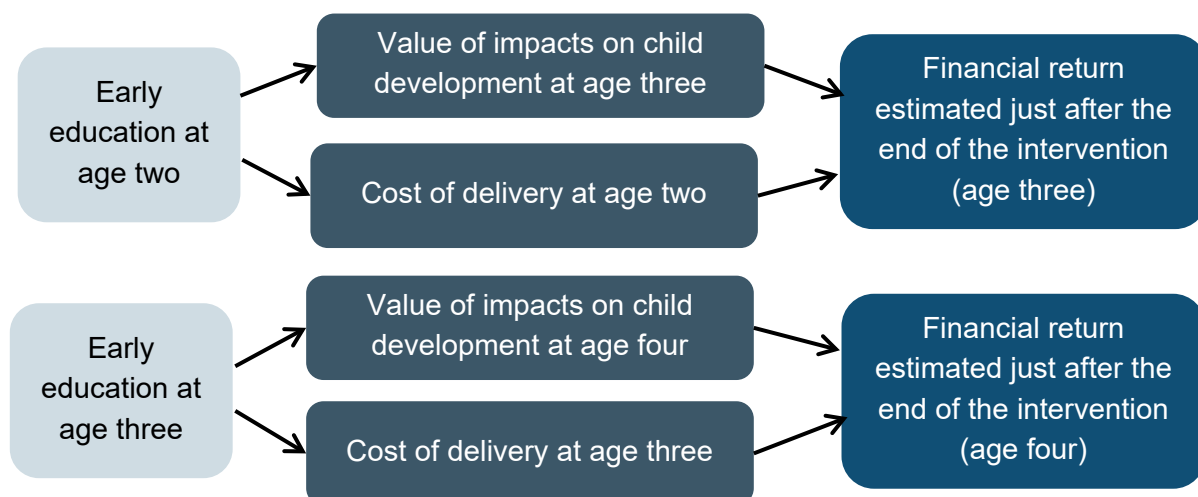 Early
education at
age two
Value of impacts on child
development at age three
Cost of delivery at age two
Financial return
estimated just after the
end of the intervention
(age three)
Early
education at
age three
Value of impacts on child
development at age four
Cost of delivery at age three
Financial return
estimated just after the
end of the intervention
(age four)